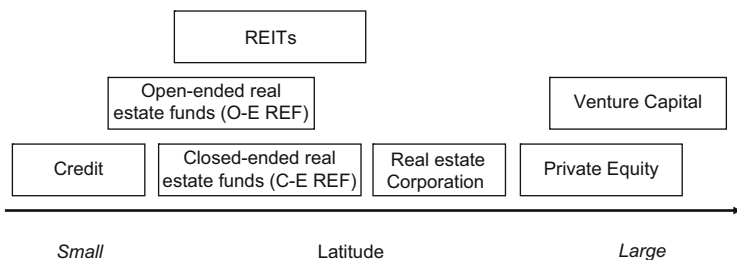 REITs
Open-ended real
estate funds (O-E REF)
Venture Capital
Credit
Closed-ended real
estate funds (C-E REF)
Real estate
Corporation
Private Equity
Small
Latitude
Large